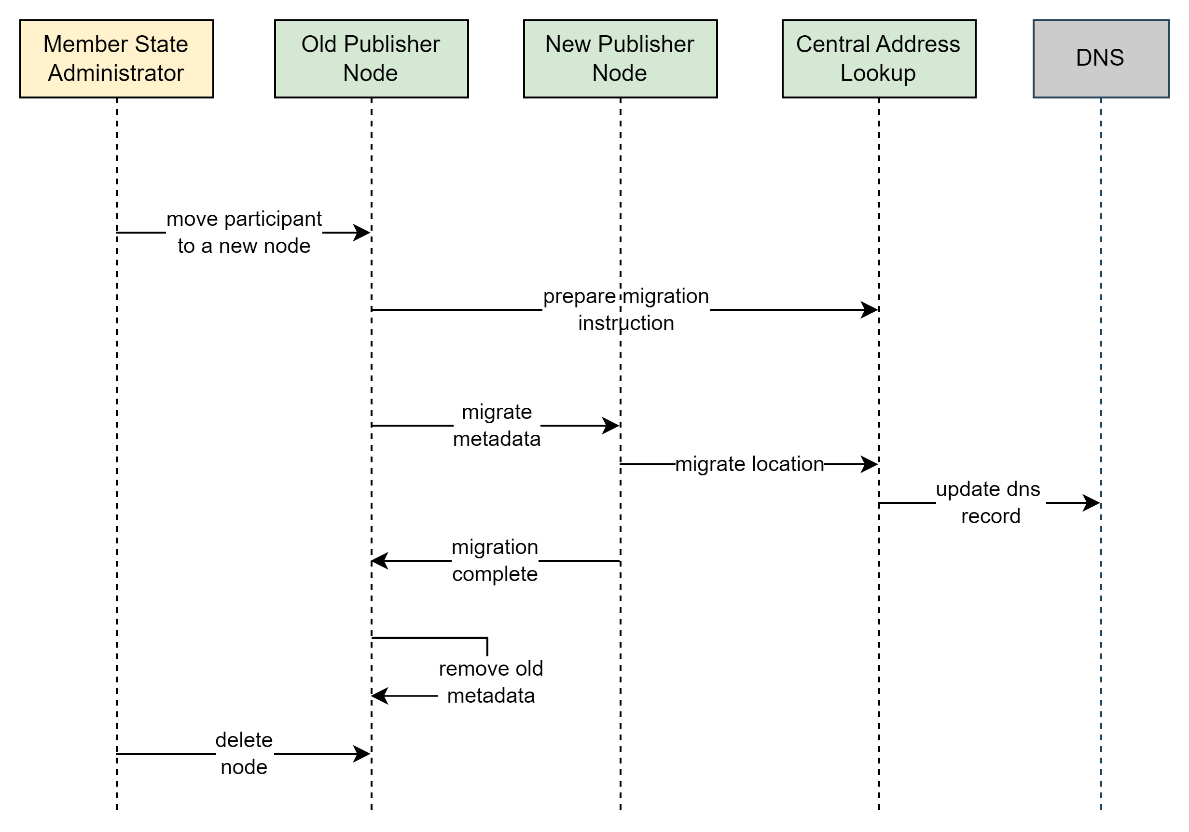 Member State
Administrator
Old Publisher
Node
New Publisher
Node
Central Address
Lookup
DNS
move participant
to a new node
prepare migration
instruction
migrate
metadata
migrate location
update dns
record
migration
complete
remove old
metadata
delete
node